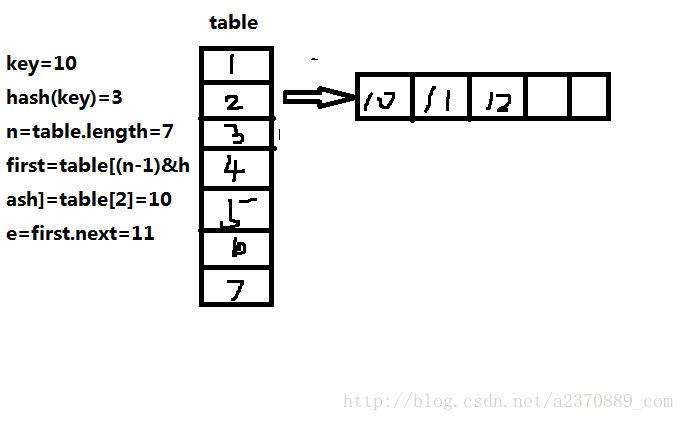 table
key=10
hash(key)=3
n=table.length=7
first=table[(n-1)&h
ash]=table[2]=10
e=first.next=11
1
2
3
4
5
6
7
10 11 12
http://blog.csdn.net/a2370889_com